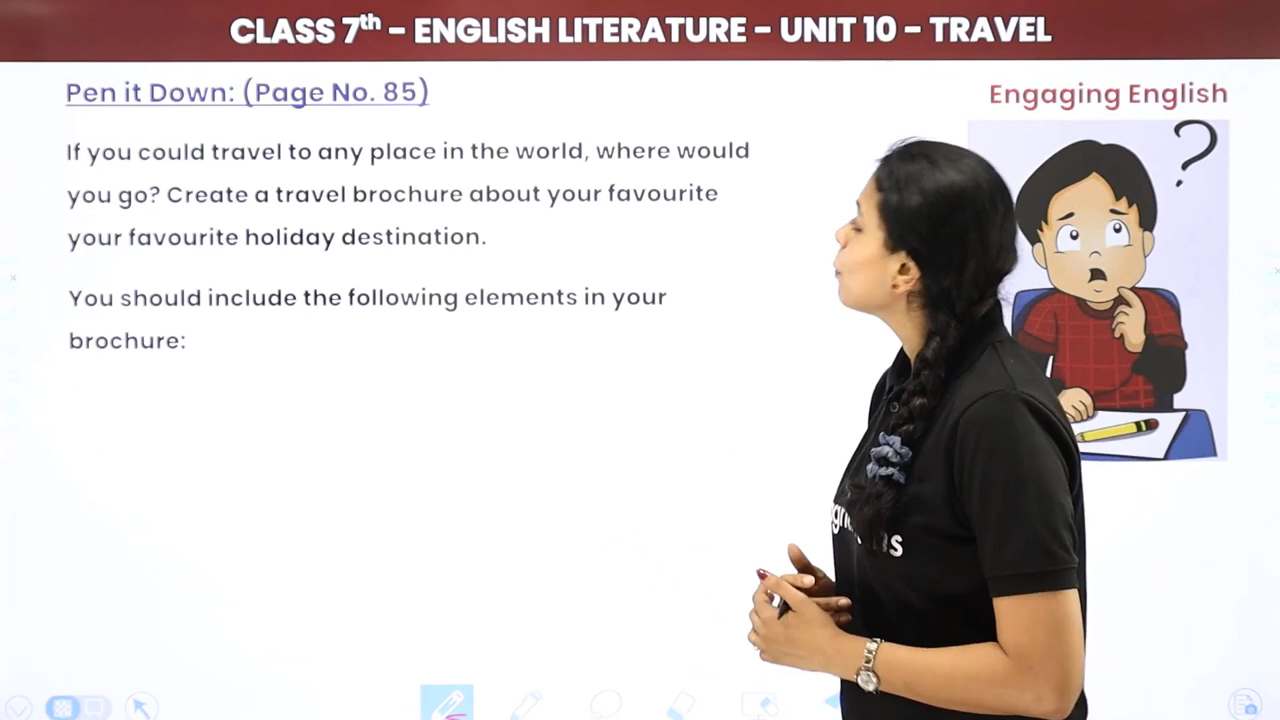 CLASS 7th – ENGLISH LITERATURE – UNIT 10 – TRAVEL
Pen it Down: (Page No. 85)
Engaging English
If you could travel to any place in the world, where would
you go? Create a travel brochure about your favourite
your favourite holiday destination.
You should include the following elements in your
brochure:
?